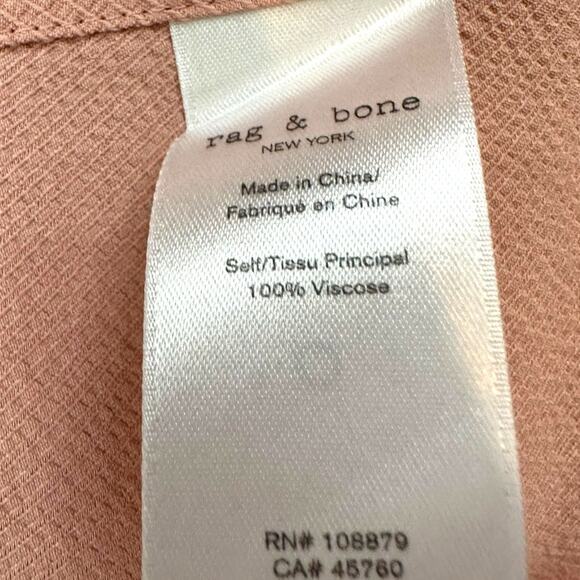 rag & bone
NEW YORK
Made in China/
Fabriqué en Chine
Self/Tissu Principal
100% Viscose
RN# 108879
CA# 45760